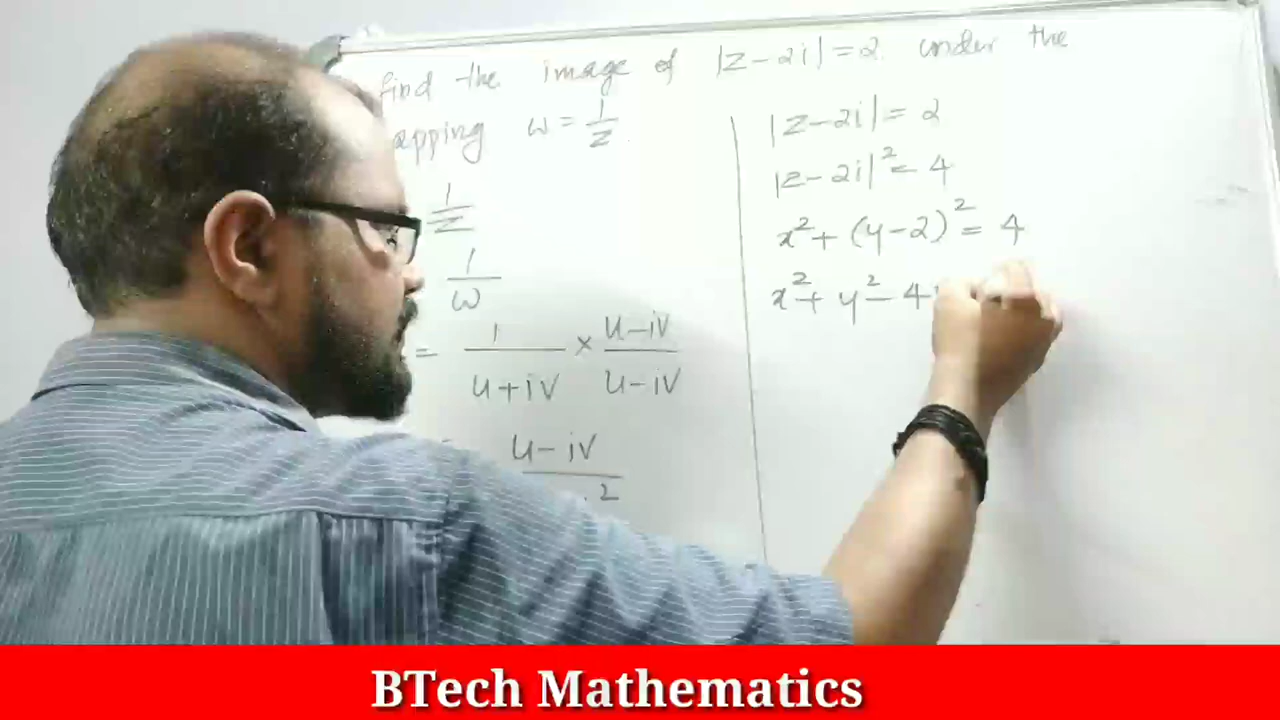 find the image of |z-2i|=2 under the
apping w = 1/z
1/z
1/w
= 1/(u+iv) × (u-iv)/(u-iv)
u-iv
2
|z-2i| = 2
|z-2i|² = 4
x² + (y-2)² = 4
x² + y² - 4
BTech Mathematics